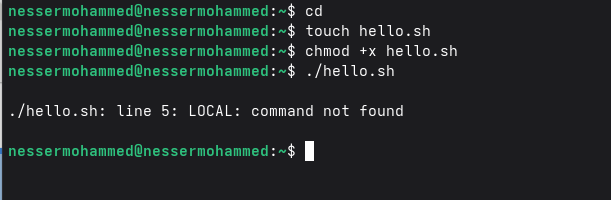 nessermohammed@nessermohammed:~$ cd
nessermohammed@nessermohammed:~$ touch hello.sh
nessermohammed@nessermohammed:~$ chmod +x hello.sh
nessermohammed@nessermohammed:~$ ./hello.sh
./hello.sh: line 5: LOCAL: command not found
nessermohammed@nessermohammed:~$